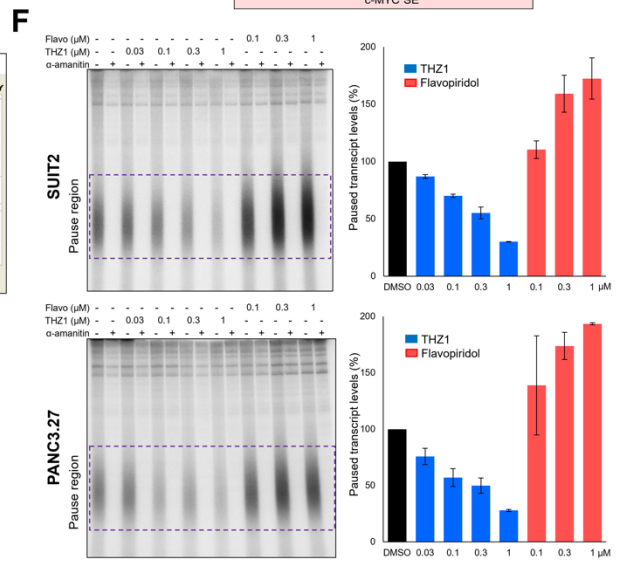 c-MYC SE
F
Flavo (μM) - - - - - - - - - - 0.1 0.3 1
THZ1 (μM) - - 0.03 0.1 0.3 1 - - - - - -
α-amanitin - + - + - + - + - + - + - + - +
SUIT2
Pause region
200
150
100
50
0
Paused trannscipt levels (%)
THZ1
Flavopiridol
DMSO 0.03 0.1 0.3 1 0.1 0.3 1 μM
Flavo (μM) - - - - - - - - - - 0.1 0.3 1
THZ1 (μM) - - 0.03 0.1 0.3 1 - - - - - -
α-amanitin - + - + - + - + - + - + - + - +
PANC3.27
Pause region
200
150
100
50
0
Paused transcript levels (%)
THZ1
Flavopiridol
DMSO 0.03 0.1 0.3 1 0.1 0.3 1 μM